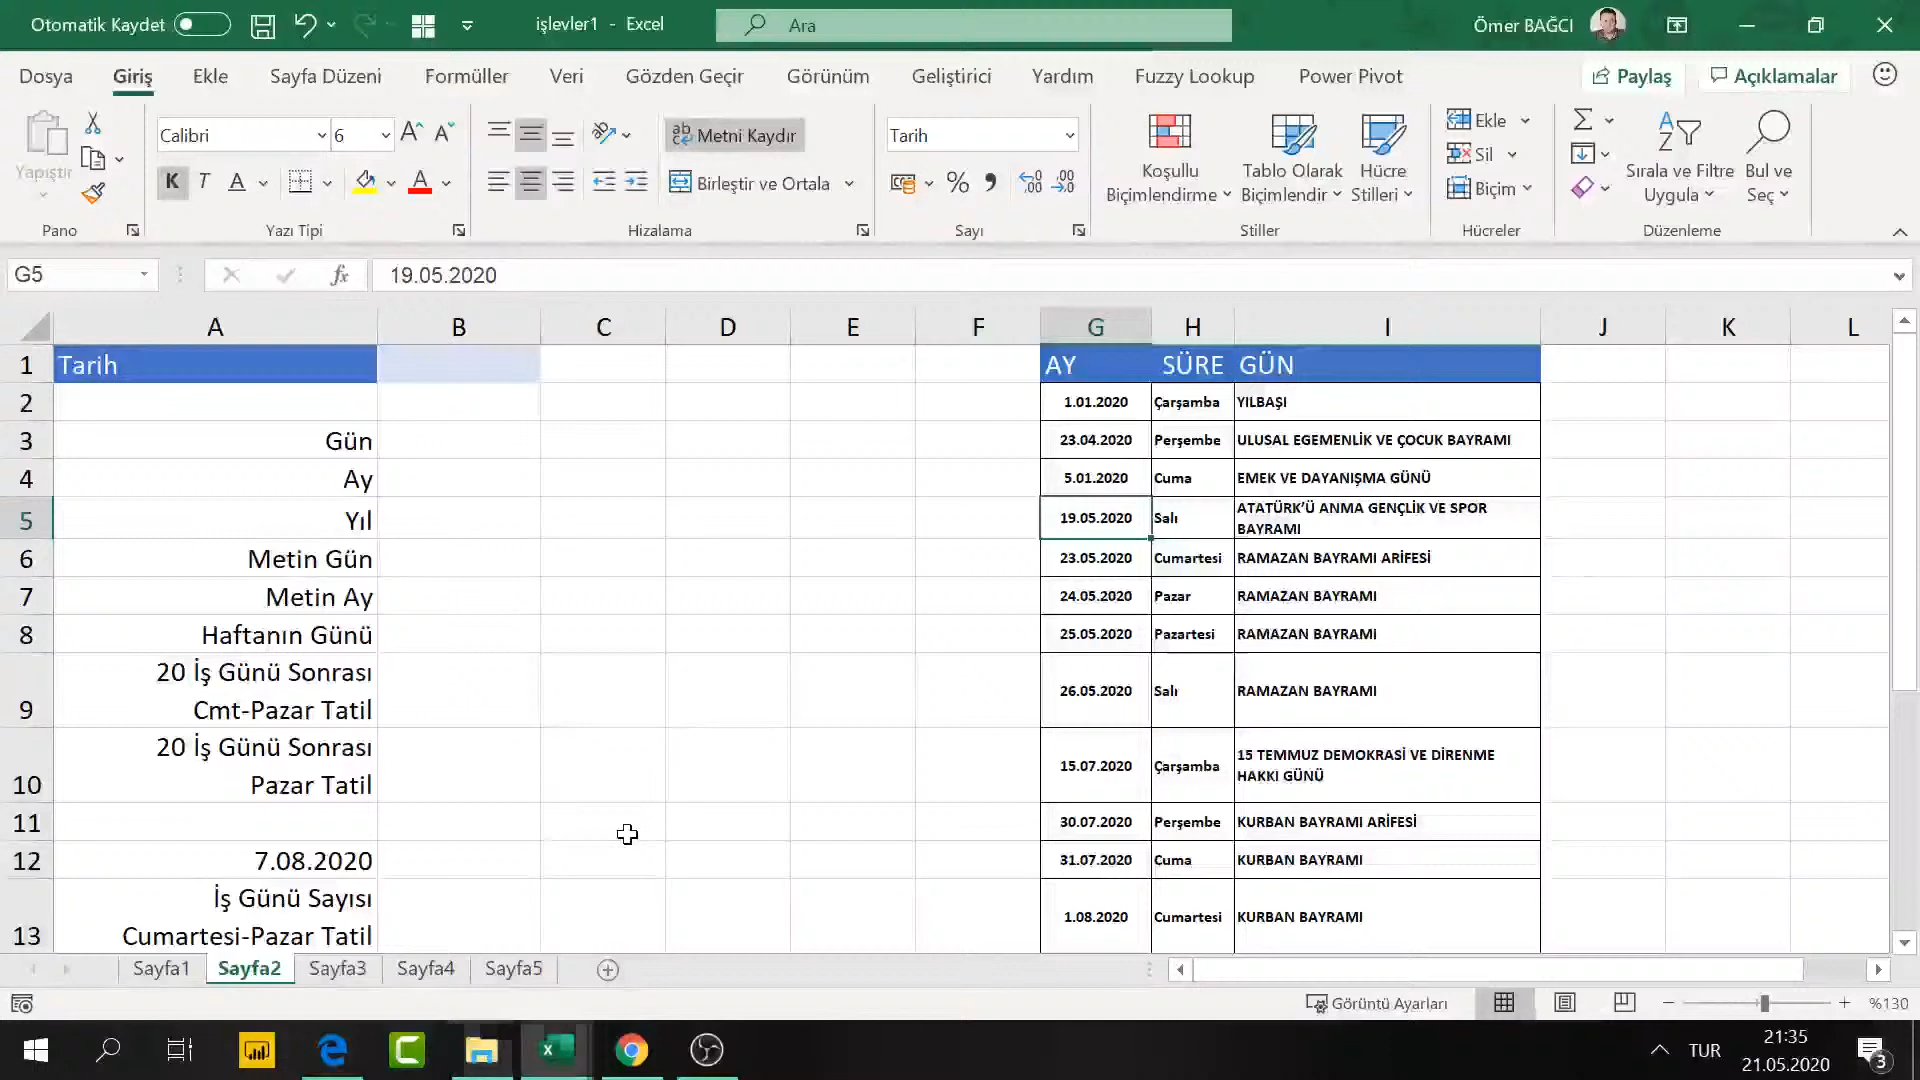 Otomatik Kaydet
işlevler1 - Excel
Ara
Ömer BAĞCI
Dosya Giriş Ekle Sayfa Düzeni Formüller Veri Gözden Geçir Görünüm Geliştirici Yardım Fuzzy Lookup Power Pivot Paylaş Açıklamalar
Yapıştır
Calibri 6
K T A A
Metni Kaydır
Birleştir ve Ortala
Tarih
Koşullu Biçimlendirme
Tablo Olarak Biçimlendir
Hücre Stilleri
Ekle
Sil
Biçim
Sırala ve Filtre Uygula
Bul ve Seç
Pano Yazı Tipi Hizalama Sayı Stiller Hücreler Düzenleme
G5 fx 19.05.2020
A B C D E F G H I J K L
1 Tarih AY SÜRE GÜN
2 1.01.2020 Çarşamba YILBAŞI
3 Gün 23.04.2020 Perşembe ULUSAL EGEMENLİK VE ÇOCUK BAYRAMI
4 Ay 5.01.2020 Cuma EMEK VE DAYANIŞMA GÜNÜ
5 Yıl 19.05.2020 Salı ATATÜRK'Ü ANMA GENÇLİK VE SPOR
BAYRAMI
6 Metin Gün 23.05.2020 Cumartesi RAMAZAN BAYRAMI ARİFESİ
7 Metin Ay 24.05.2020 Pazar RAMAZAN BAYRAMI
8 Haftanın Günü 25.05.2020 Pazartesi RAMAZAN BAYRAMI
20 İş Günü Sonrası
9 Cmt-Pazar Tatil 26.05.2020 Salı RAMAZAN BAYRAMI
20 İş Günü Sonrası
10 Pazar Tatil 15.07.2020 Çarşamba 15 TEMMUZ DEMOKRASİ VE DİRENME
HAKKI GÜNÜ
11 30.07.2020 Perşembe KURBAN BAYRAMI ARİFESİ
12 7.08.2020 31.07.2020 Cuma KURBAN BAYRAMI
İş Günü Sayısı
13 Cumartesi-Pazar Tatil 1.08.2020 Cumartesi KURBAN BAYRAMI
Sayfa1 Sayfa2 Sayfa3 Sayfa4 Sayfa5
Görüntü Ayarları %130
TUR
21:35
21.05.2020
3